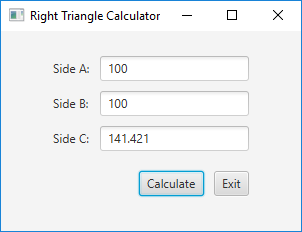 Right Triangle Calculator
Side A: 100
Side B: 100
Side C: 141.421
Calculate Exit